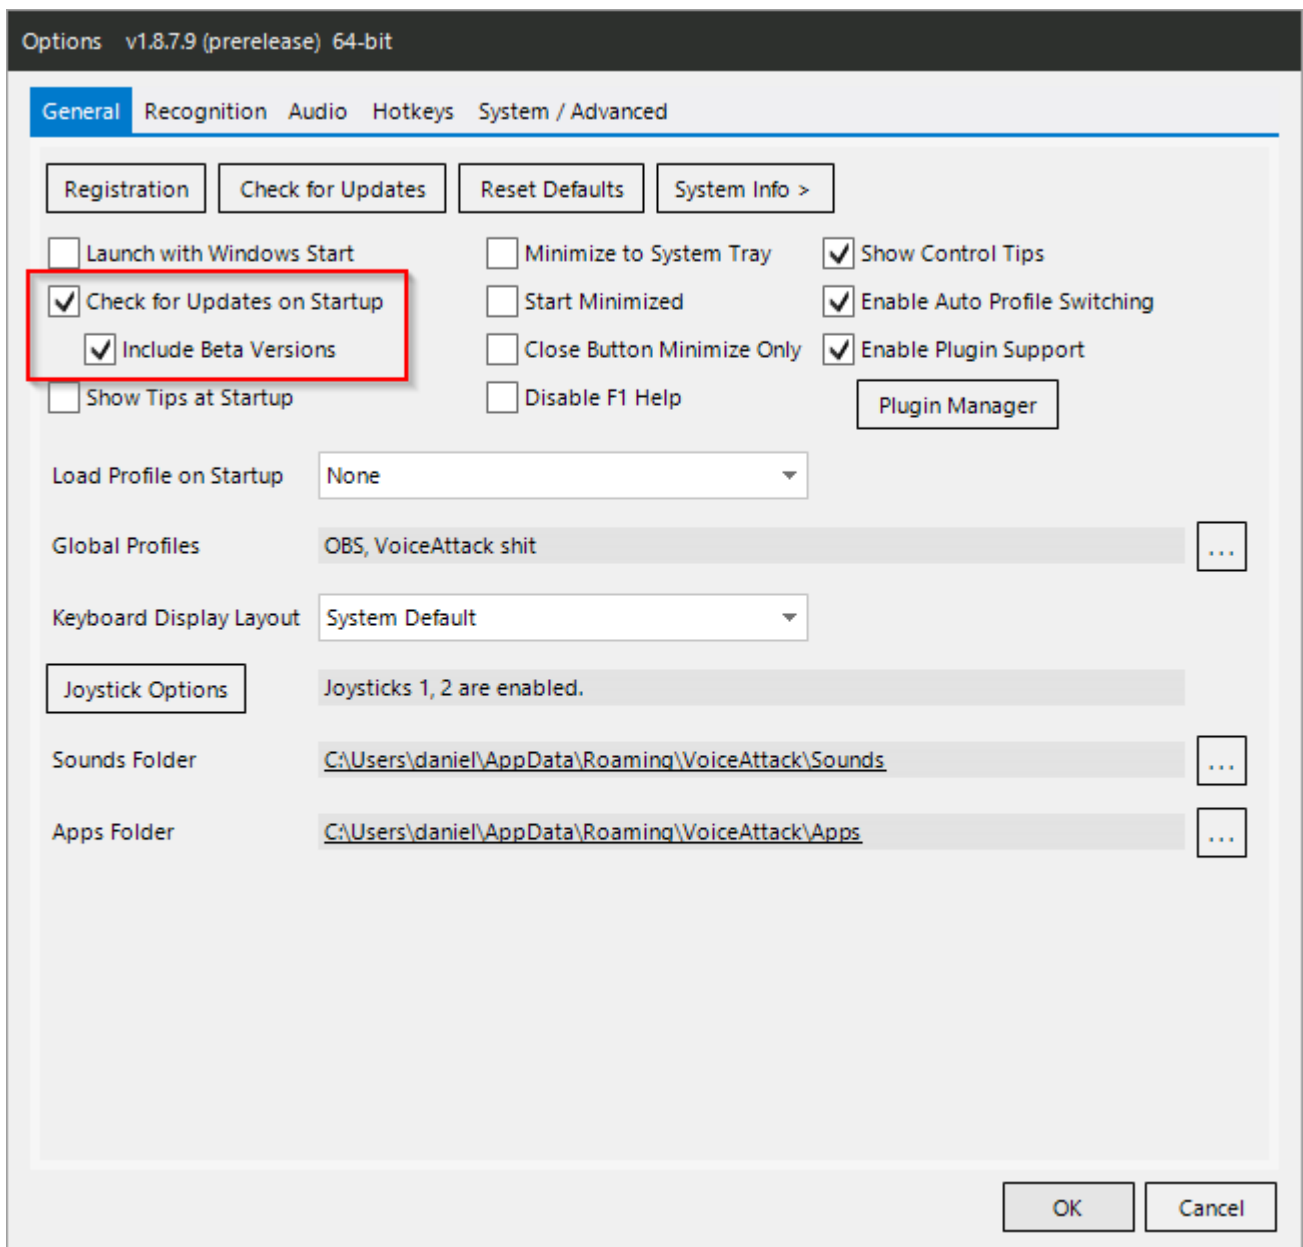 Options v1.8.7.9 (prerelease) 64-bit
General Recognition Audio Hotkeys System / Advanced
Registration Check for Updates Reset Defaults System Info >
Launch with Windows Start Minimize to System Tray Show Control Tips
Check for Updates on Startup Start Minimized Enable Auto Profile Switching
Include Beta Versions Close Button Minimize Only Enable Plugin Support
Show Tips at Startup Disable F1 Help Plugin Manager
Load Profile on Startup None
Global Profiles OBS, VoiceAttack shit ...
Keyboard Display Layout System Default
Joystick Options Joysticks 1, 2 are enabled.
Sounds Folder C:\Users\daniel\AppData\Roaming\VoiceAttack\Sounds ...
Apps Folder C:\Users\daniel\AppData\Roaming\VoiceAttack\Apps ...
OK Cancel